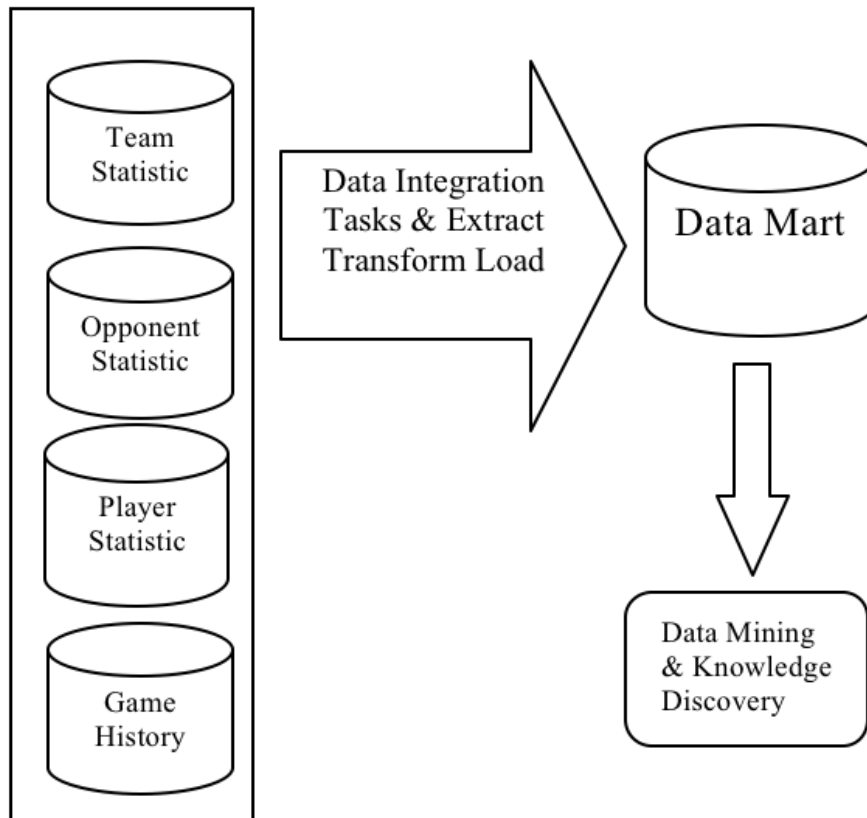 Team
Statistic
Opponent
Statistic
Player
Statistic
Game
History
Data Integration
Tasks & Extract
Transform Load
Data Mart
Data Mining
& Knowledge
Discovery